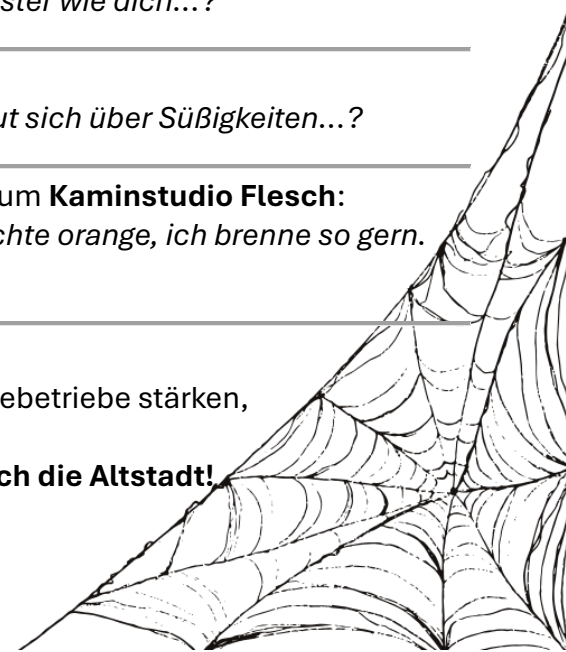 ster wie dich…?
ut sich über Süßigkeiten…?
um Kaminstudio Flesch:
chte orange, ich brenne so gern.
ebetriebe stärken,
ch die Altstadt!